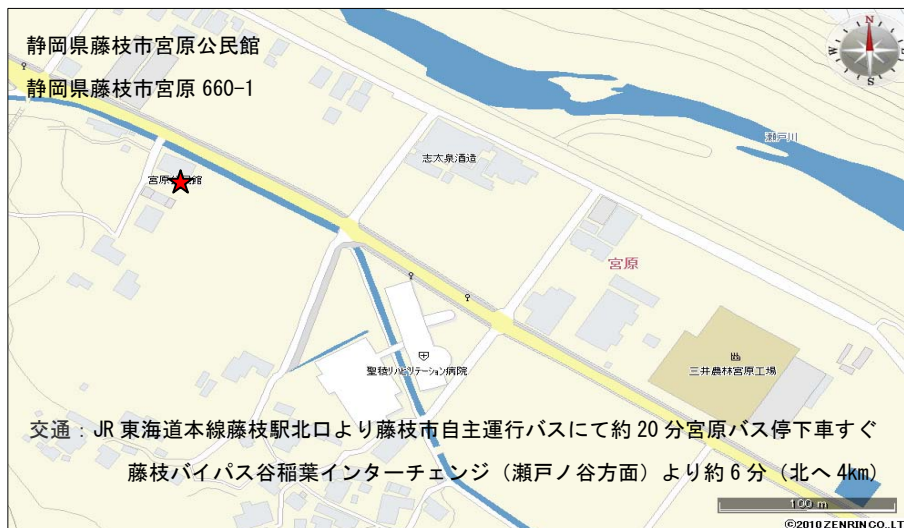 静岡県藤枝市宮原公民館
静岡県藤枝市宮原 660-1
N
W
E
S
瀬戸川
志太泉酒造
宮原公民館
宮原
聖稜リハビリテーション病院
三井農林宮原工場
交通：JR 東海道本線藤枝駅北口より藤枝市自主運行バスにて約 20 分宮原バス停下車すぐ
藤枝バイパス谷稲葉インターチェンジ（瀬戸ノ谷方面）より約 6 分（北へ 4km）
100 m
©2010 ZENRIN CO., LT